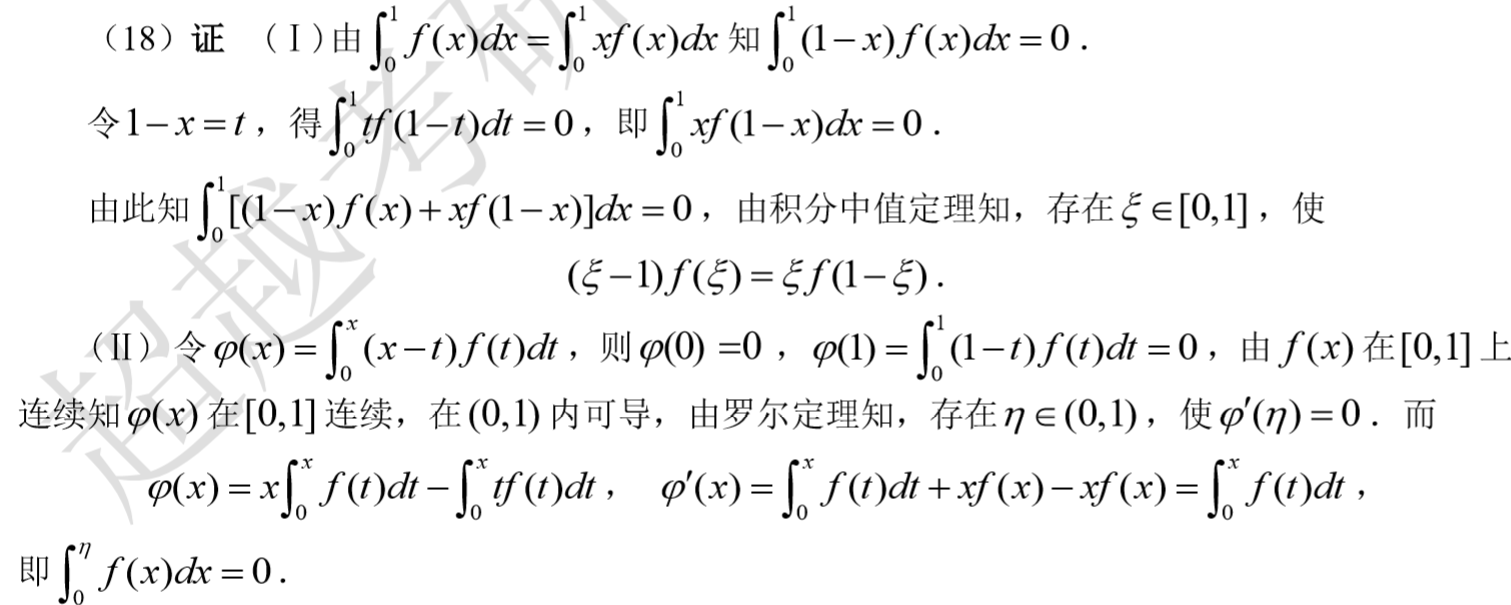 (18) 证 (Ⅰ)由∫₀¹ f(x)dx = ∫₀¹ xf(x)dx 知 ∫₀¹ (1−x)f(x)dx = 0．
令1−x = t，得∫₀¹ tf(1−t)dt = 0，即∫₀¹ xf(1−x)dx = 0．
由此知∫₀¹ [(1−x)f(x)+xf(1−x)]dx = 0，由积分中值定理知，存在ξ∈[0,1]，使
(ξ−1)f(ξ) = ξf(1−ξ)．
(Ⅱ) 令φ(x) = ∫₀ˣ (x−t)f(t)dt，则φ(0) =0，φ(1) = ∫₀¹ (1−t)f(t)dt = 0，由f(x)在[0,1]上
连续知φ(x)在[0,1]连续，在(0,1)内可导，由罗尔定理知，存在η∈(0,1)，使φ′(η) = 0．而
φ(x) = x∫₀ˣ f(t)dt − ∫₀ˣ tf(t)dt， φ′(x) = ∫₀ˣ f(t)dt + xf(x) − xf(x) = ∫₀ˣ f(t)dt，
即∫₀^η f(x)dx = 0．
超越考研